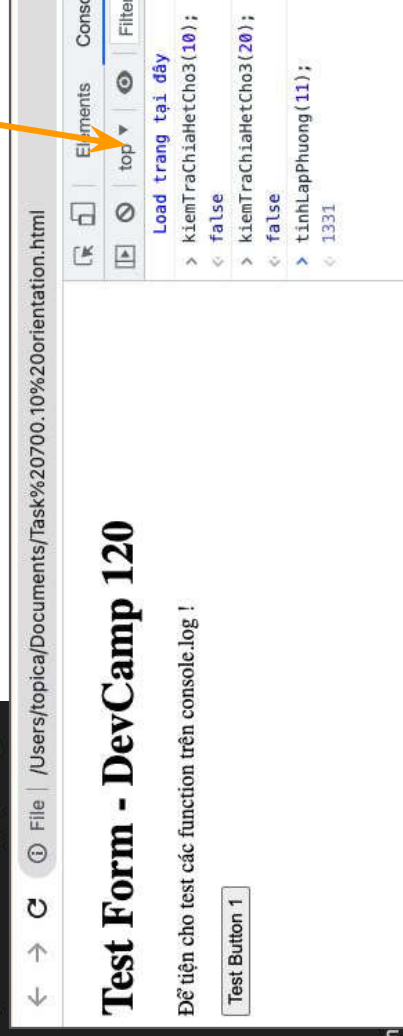 File | /Users/topica/Documents/Task%20700.10%20orientation.html
Test Form - DevCamp 120
Để tiện cho test các function trên console.log !
Test Button 1
Elements
top ▼
Filter
Load trang tại đây
> kiemTraChiaHetCho3(10);
< false
> kiemTraChiaHetCho3(20);
< false
> tinhLapPhuong(11);
< 1331